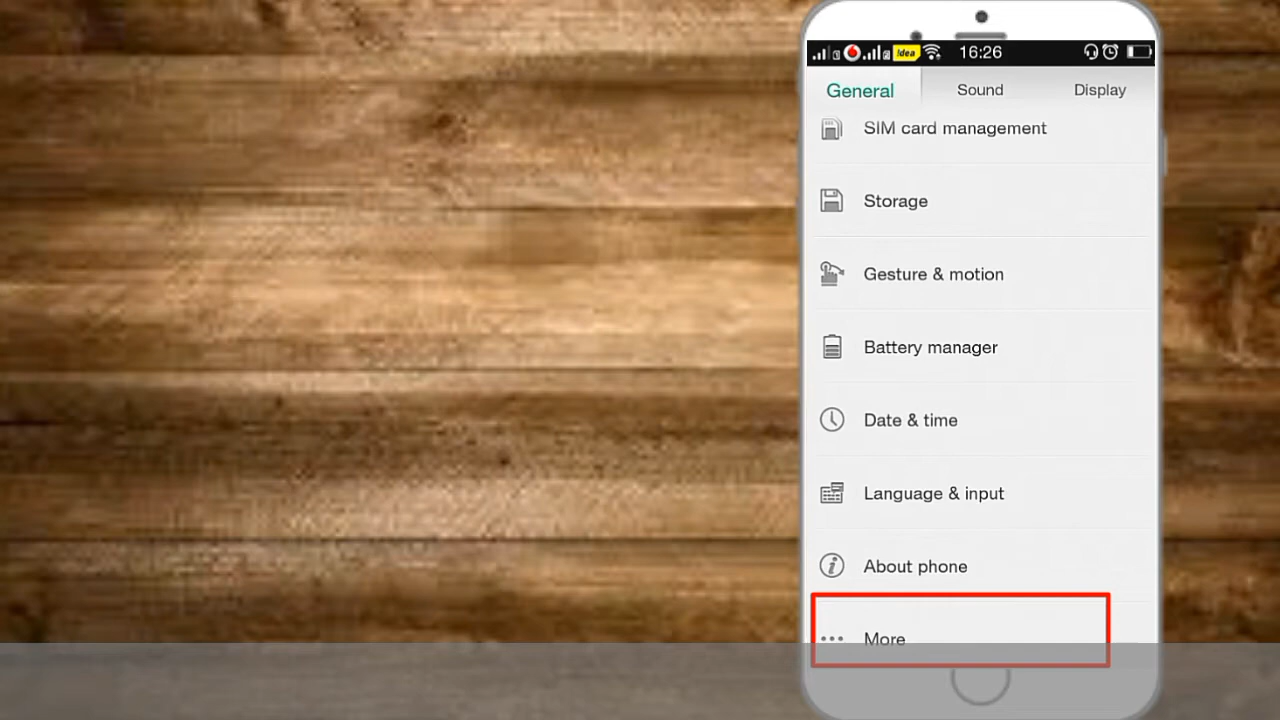 !dea 16:26
General Sound Display
SIM card management
Storage
Gesture & motion
Battery manager
Date & time
Language & input
About phone
More